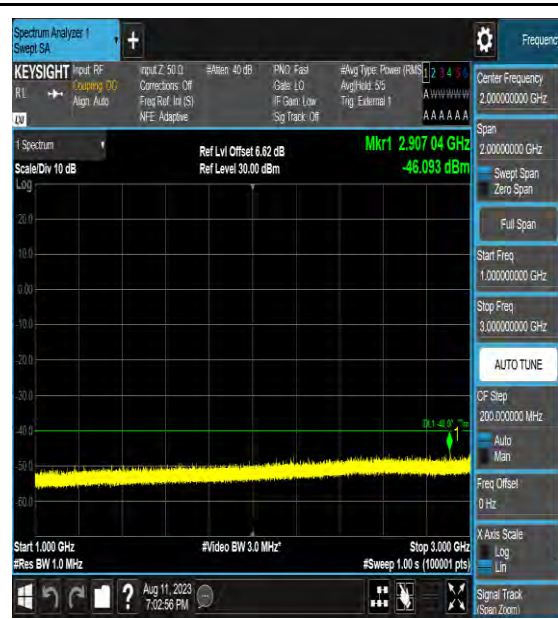 Spectrum Analyzer 1
Swept SA
Frequenc
KEYSIGHT
Input: RF
Coupling: DC
Align: Auto
Input Z: 50 Ω
Corrections: Off
Freq Ref: Int (S)
NFE: Adaptive
#Atten: 40 dB
PNO: Fast
Gate: LO
IF Gain: Low
Sig Track: Off
#Avg Type: Power (RMS
Avg|Hold: 5/5
Trig: External 1
1 2 3 4 5 6
A W W W W W
A A A A A A
RL
LXI
1 Spectrum
Scale/Div 10 dB
Log
Ref Lvl Offset 6.62 dB
Ref Level 30.00 dBm
Mkr1 2.907 04 GHz
-46.093 dBm
20.0
10.0
0.00
-10.0
-20.0
-30.0
-40.0
-50.0
-60.0
1
Start 1.000 GHz
#Res BW 1.0 MHz
#Video BW 3.0 MHz*
Stop 3.000 GHz
#Sweep 1.00 s (100001 pts)
Center Frequency
2.000000000 GHz
Span
2.00000000 GHz
Swept Span
Zero Span
Full Span
Start Freq
1.000000000 GHz
Stop Freq
3.000000000 GHz
AUTO TUNE
CF Step
200.000000 MHz
Auto
Man
Freq Offset
0 Hz
X Axis Scale
Log
Lin
Signal Track
(Span Zoom)
?
Aug 11, 2023
7:02:56 PM